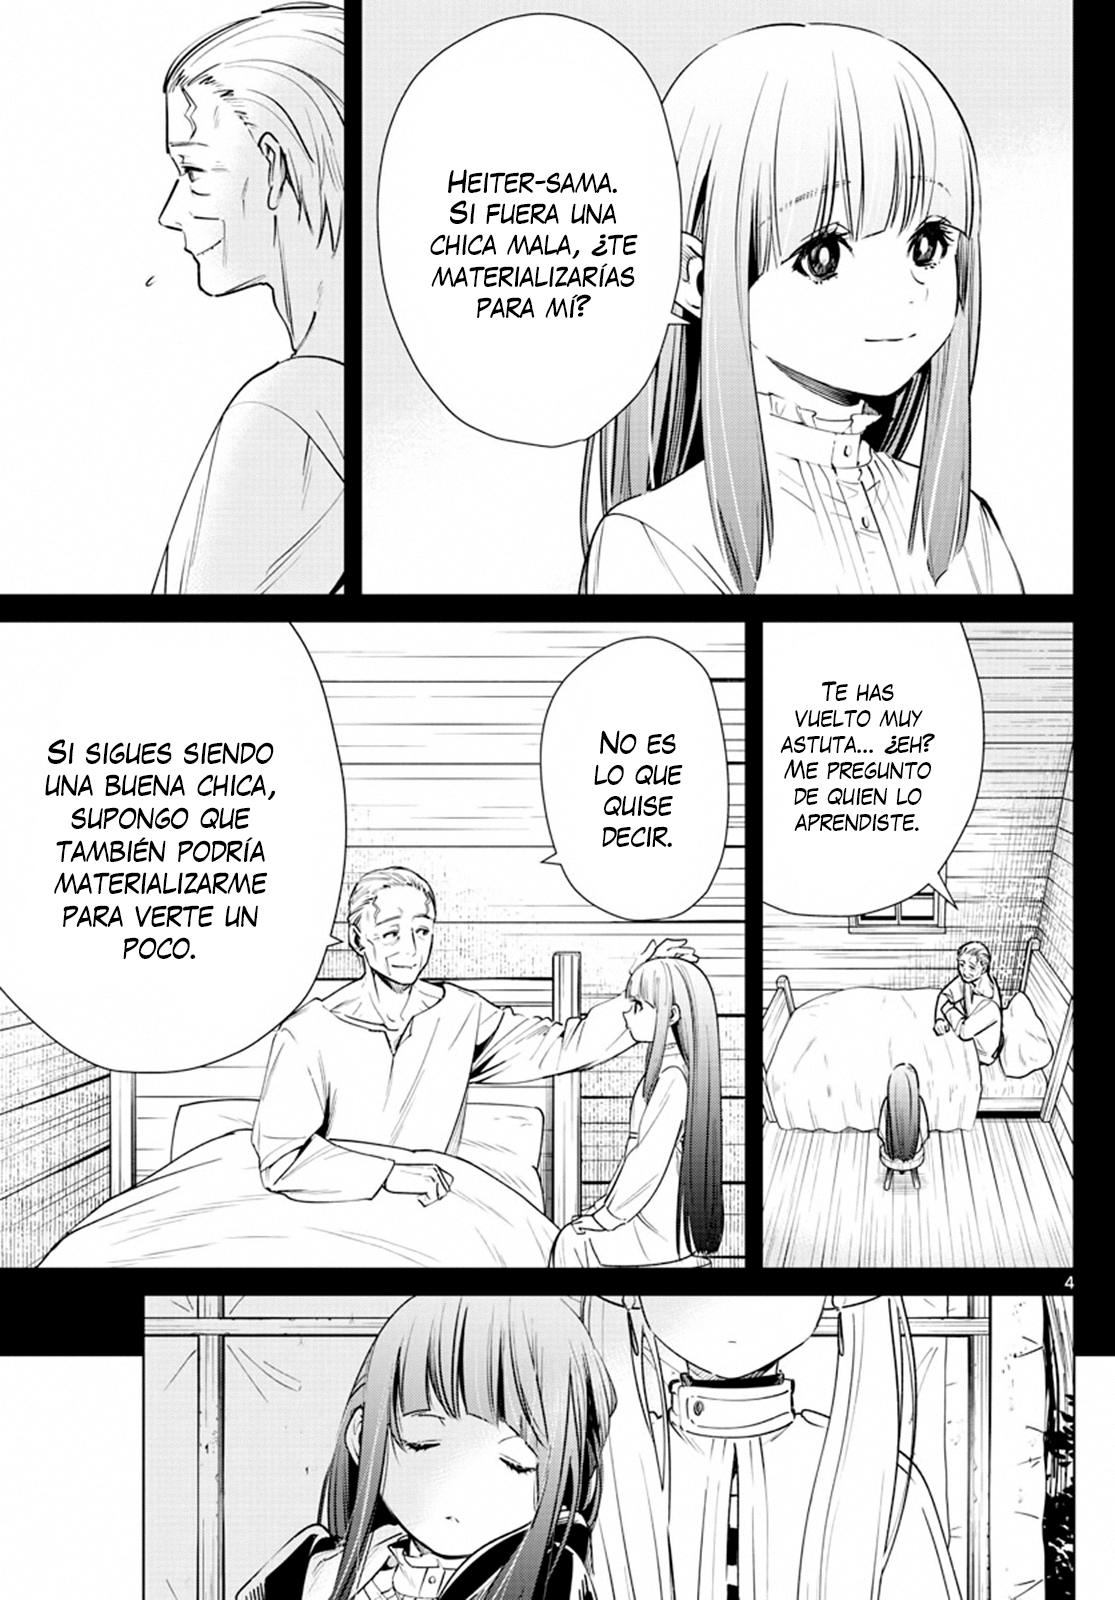 HEITER-SAMA.
SI FUERA UNA
CHICA MALA, ¿TE
MATERIALIZARÍAS
PARA MÍ?
TE HAS
VUELTO MUY
ASTUTA... ¿EH?
ME PREGUNTO
DE QUIEN LO
APRENDISTE.
NO ES
LO QUE
QUISE
DECIR.
SI SIGUES SIENDO
UNA BUENA CHICA,
SUPONGO QUE
TAMBIÉN PODRÍA
MATERIALIZARME
PARA VERTE UN
POCO.
4